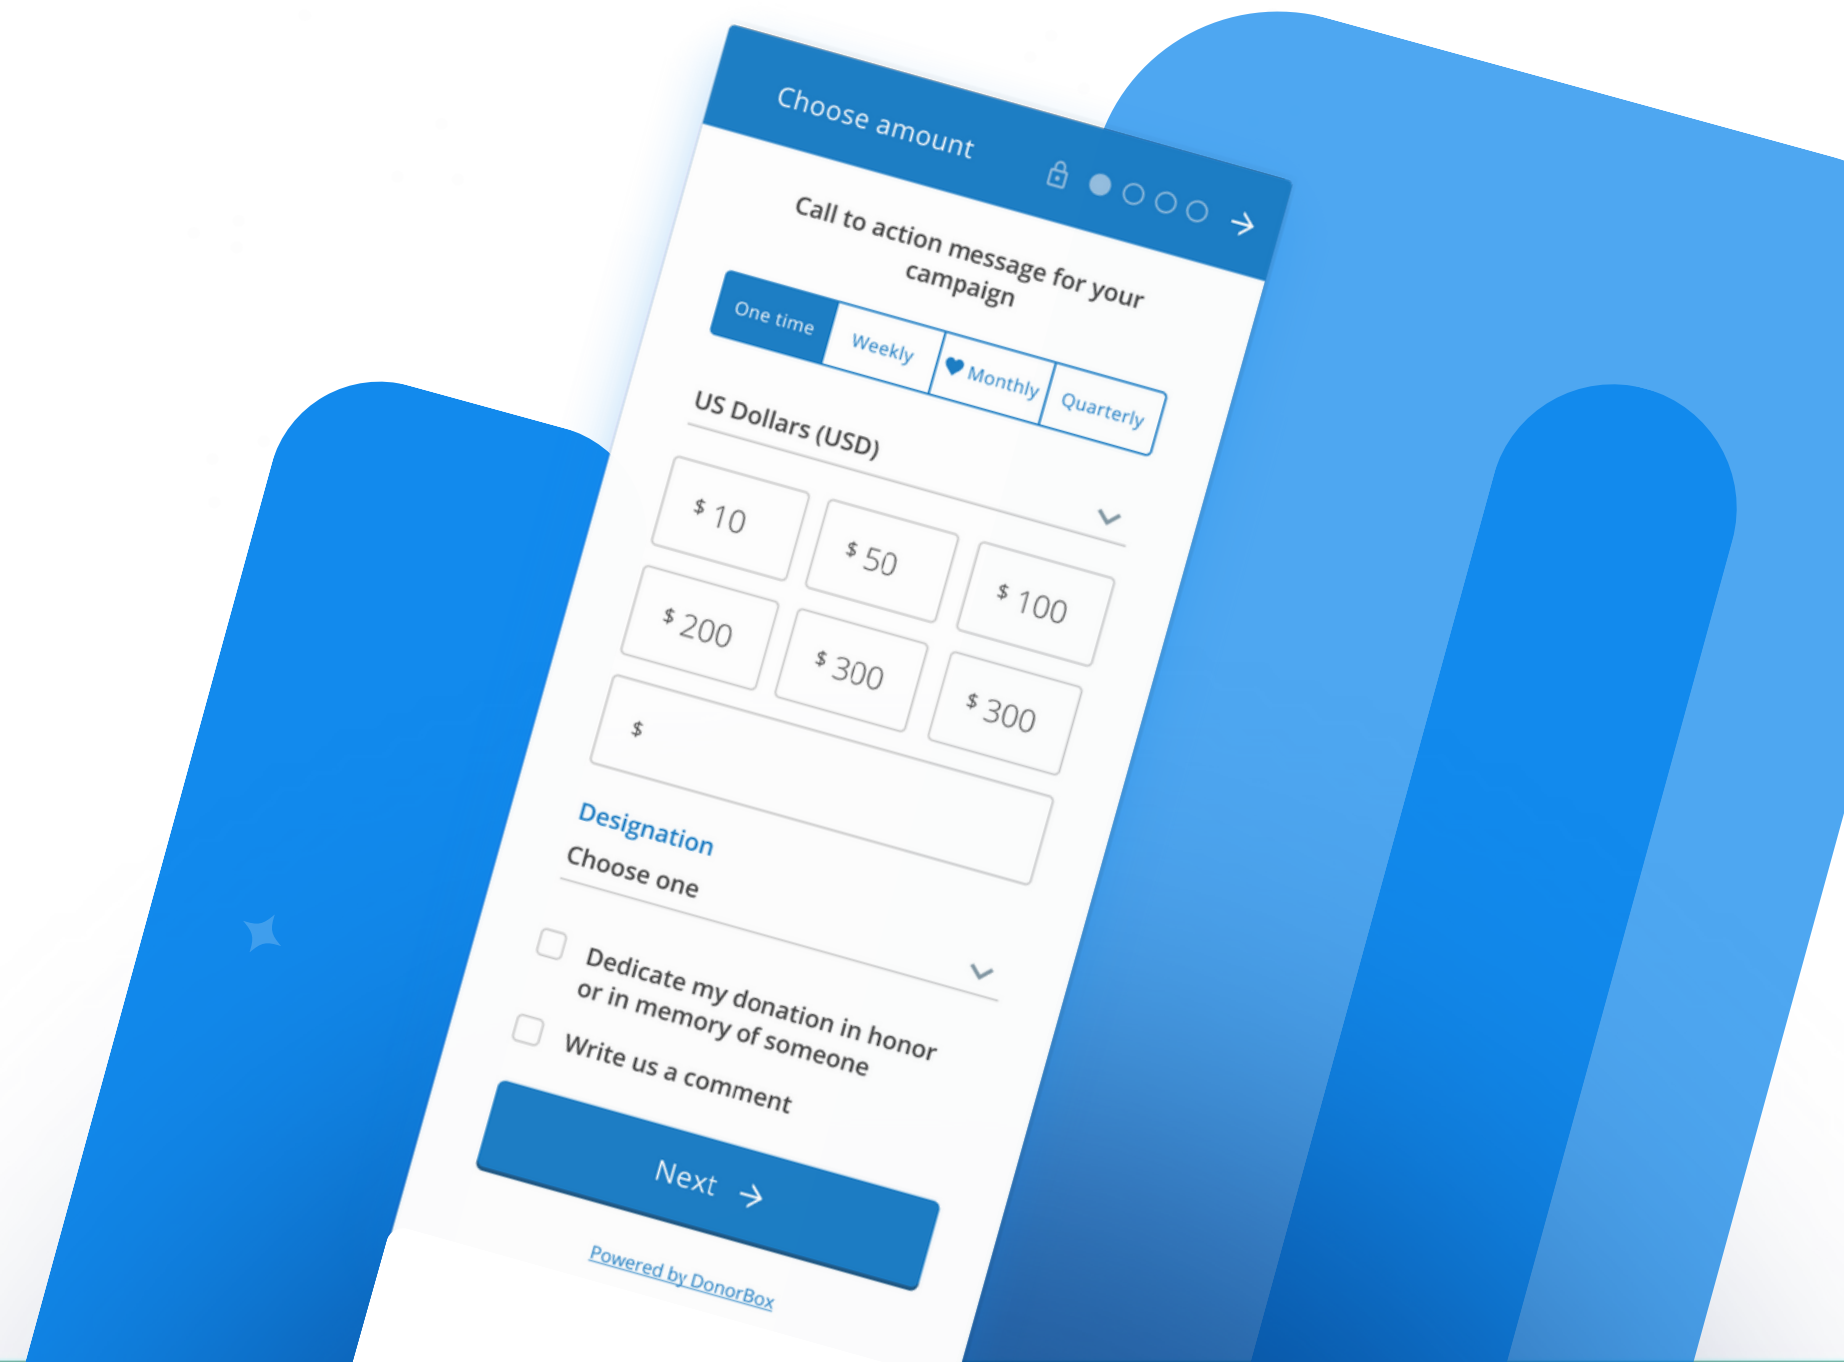 Choose amount
Call to action message for your
campaign
One time
Weekly
Monthly
Quarterly
US Dollars (USD)
$ 10
$ 50
$ 100
$ 200
$ 300
$ 300
$
Designation
Choose one
Dedicate my donation in honor
or in memory of someone
Write us a comment
Next
Powered by DonorBox